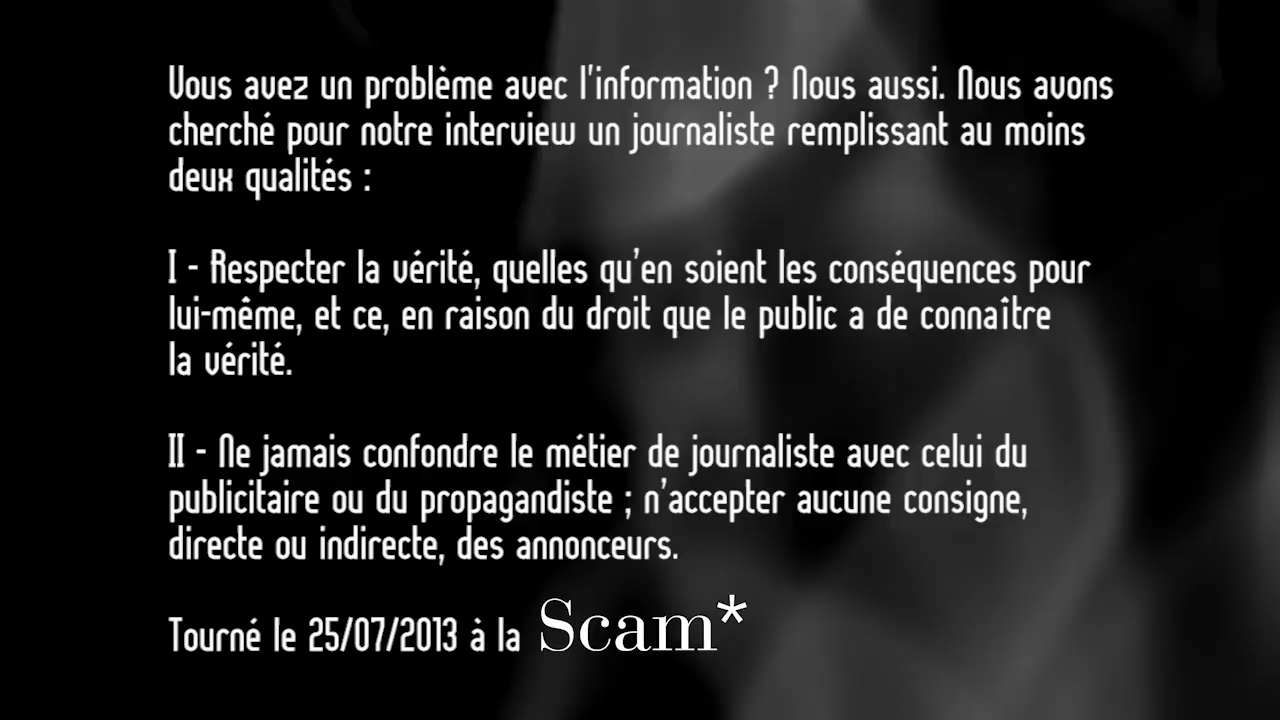 Vous avez un problème avec l'information ? Nous aussi. Nous avons
cherché pour notre interview un journaliste remplissant au moins
deux qualités :
I - Respecter la vérité, quelles qu’en soient les conséquences pour
lui-même, et ce, en raison du droit que le public a de connaître
la vérité.
II - Ne jamais confondre le métier de journaliste avec celui du
publicitaire ou du propagandiste ; n’accepter aucune consigne,
directe ou indirecte, des annonceurs.
Tourné le 25/07/2013 à la Scam*